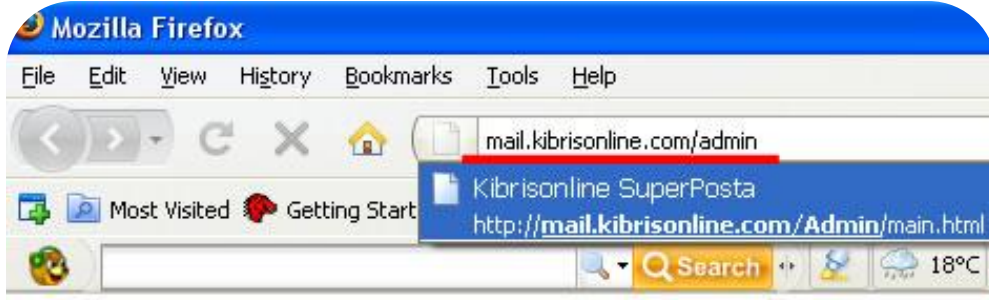 Mozilla Firefox
File Edit View History Bookmarks Tools Help
mail.kibrisonline.com/admin
Kibrisonline SuperPosta
Most Visited Getting Start
http://mail.kibrisonline.com/Admin/main.html
Search 18°C